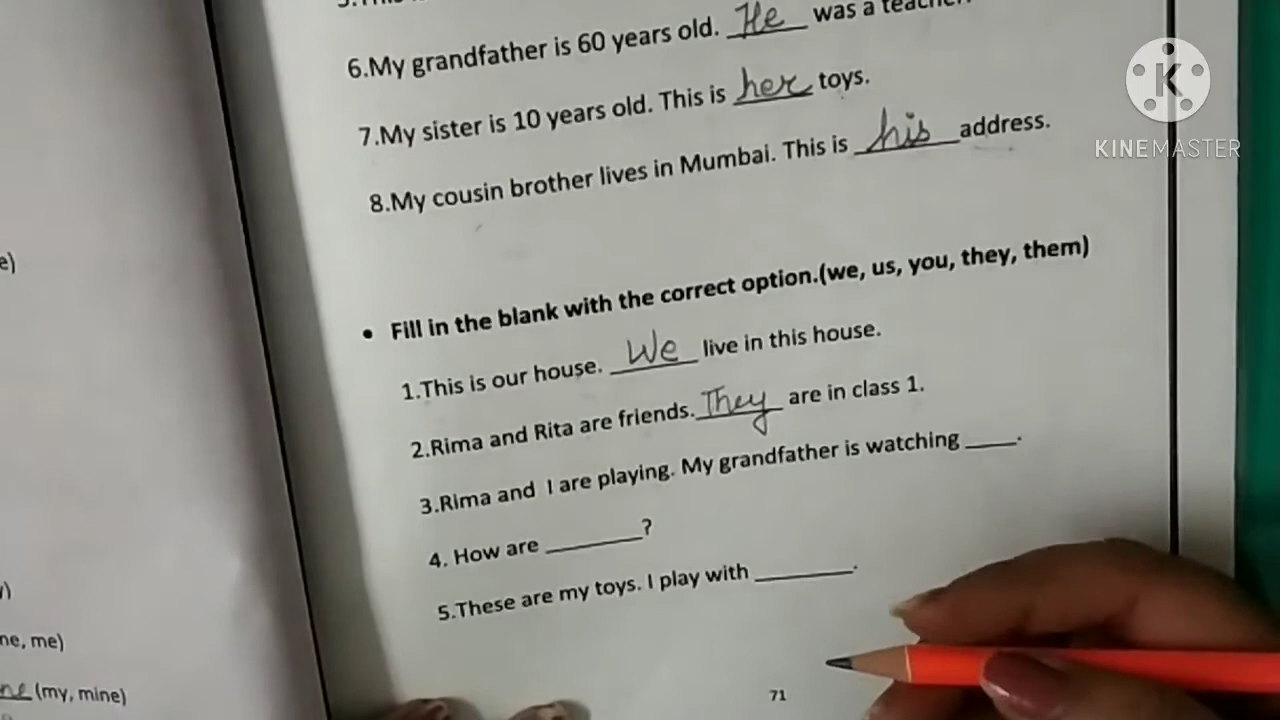 6.My grandfather is 60 years old. He was a teacher
7.My sister is 10 years old. This is her toys.
8.My cousin brother lives in Mumbai. This is his address.
• Fill in the blank with the correct option.(we, us, you, they, them)
1.This is our house. We live in this house.
2.Rima and Rita are friends. They are in class 1.
3.Rima and I are playing. My grandfather is watching ____.
4. How are ________?
5.These are my toys. I play with ________.
71
e)
ne, me)
(my, mine)
K
KINEMASTER